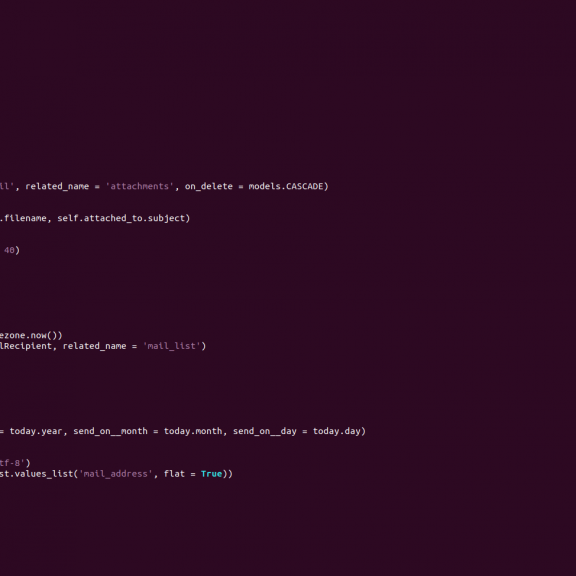 ll', related_name = 'attachments', on_delete = models.CASCADE)
.filename, self.attached_to.subject)
40)
ezone.now())
lRecipient, related_name = 'mail_list')
= today.year, send_on__month = today.month, send_on__day = today.day)
tf-8')
st.values_list('mail_address', flat = True))